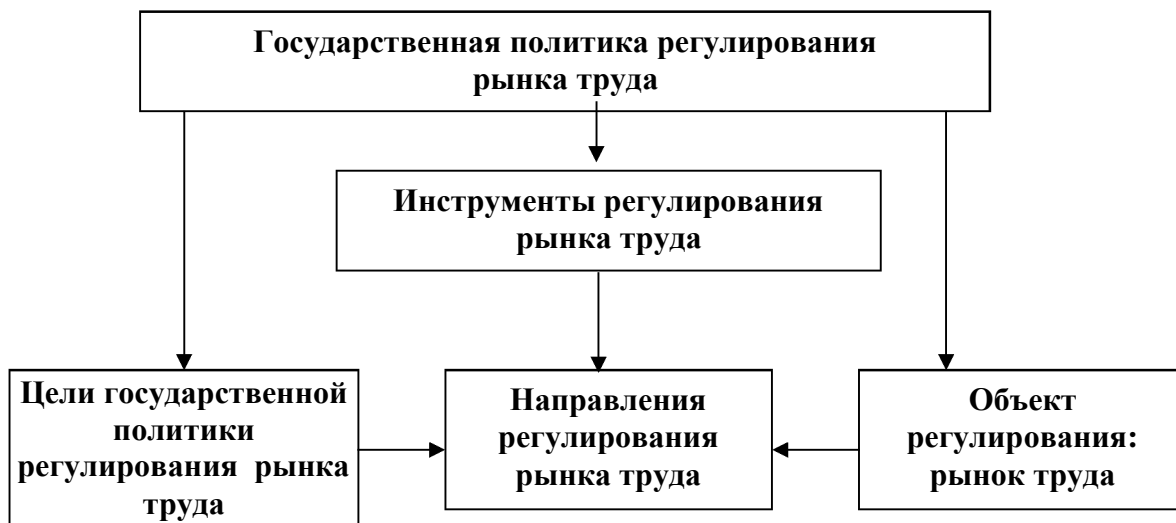 Государственная политика регулирования
рынка труда
Инструменты регулирования
рынка труда
Цели государственной
политики
регулирования рынка
труда
Направления
регулирования
рынка труда
Объект
регулирования:
рынок труда